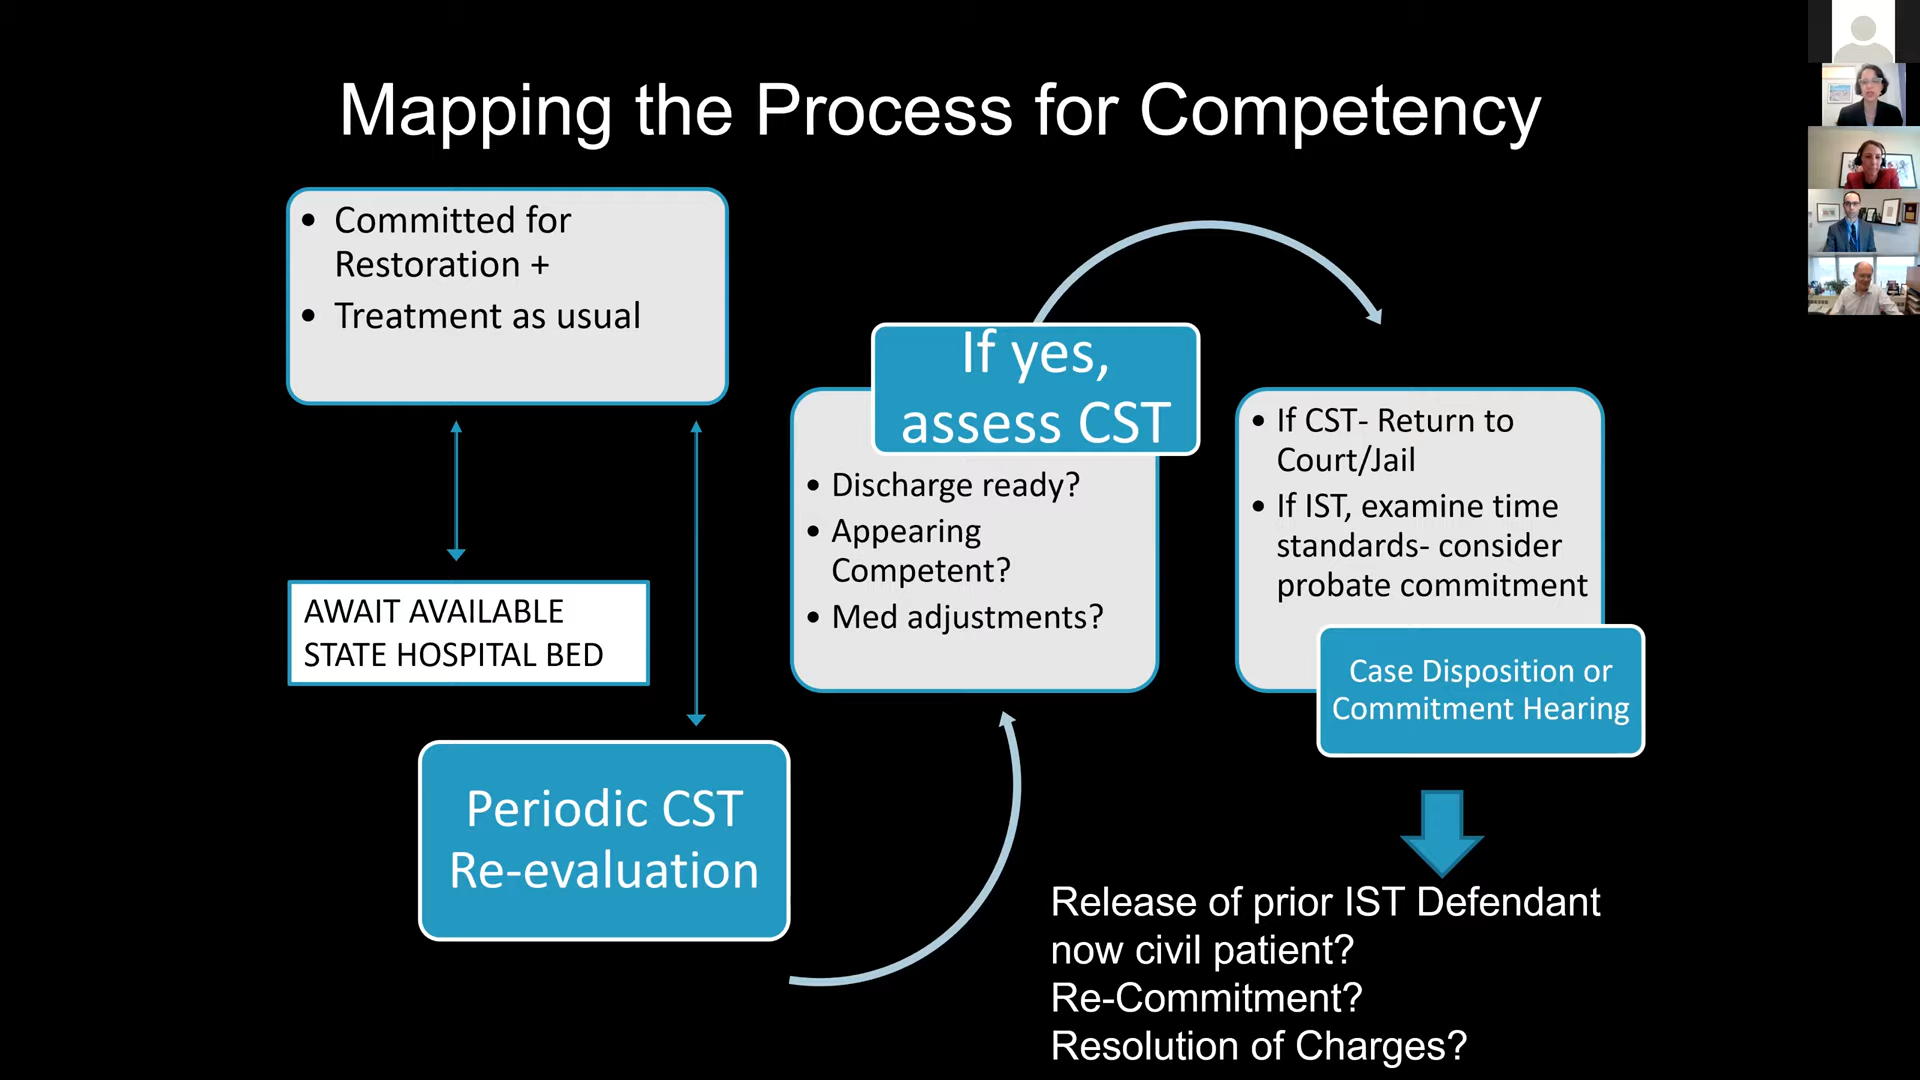 Mapping the Process for Competency
• Committed for
Restoration +
• Treatment as usual
AWAIT AVAILABLE
STATE HOSPITAL BED
Periodic CST
Re-evaluation
If yes,
assess CST
• Discharge ready?
• Appearing
Competent?
• Med adjustments?
• If CST- Return to
Court/Jail
• If IST, examine time
standards- consider
probate commitment
Case Disposition or
Commitment Hearing
Release of prior IST Defendant
now civil patient?
Re-Commitment?
Resolution of Charges?